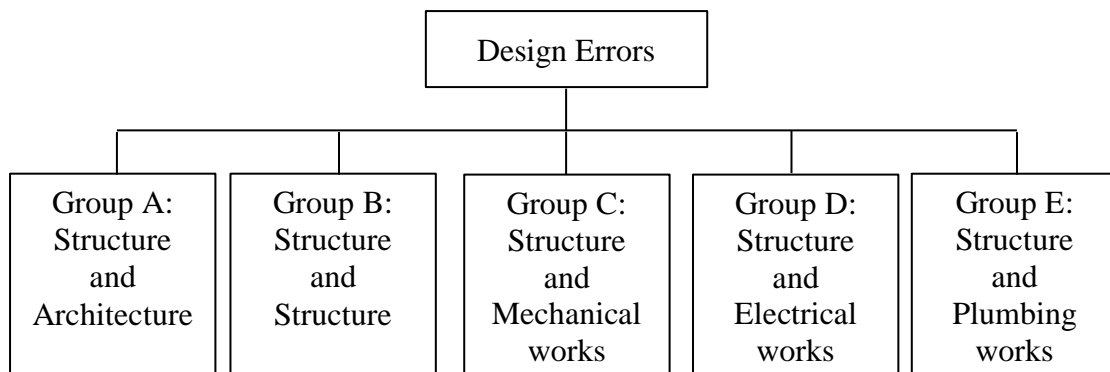 Design Errors
Group A:
Structure
and
Architecture
Group B:
Structure
and
Structure
Group C:
Structure
and
Mechanical
works
Group D:
Structure
and
Electrical
works
Group E:
Structure
and
Plumbing
works